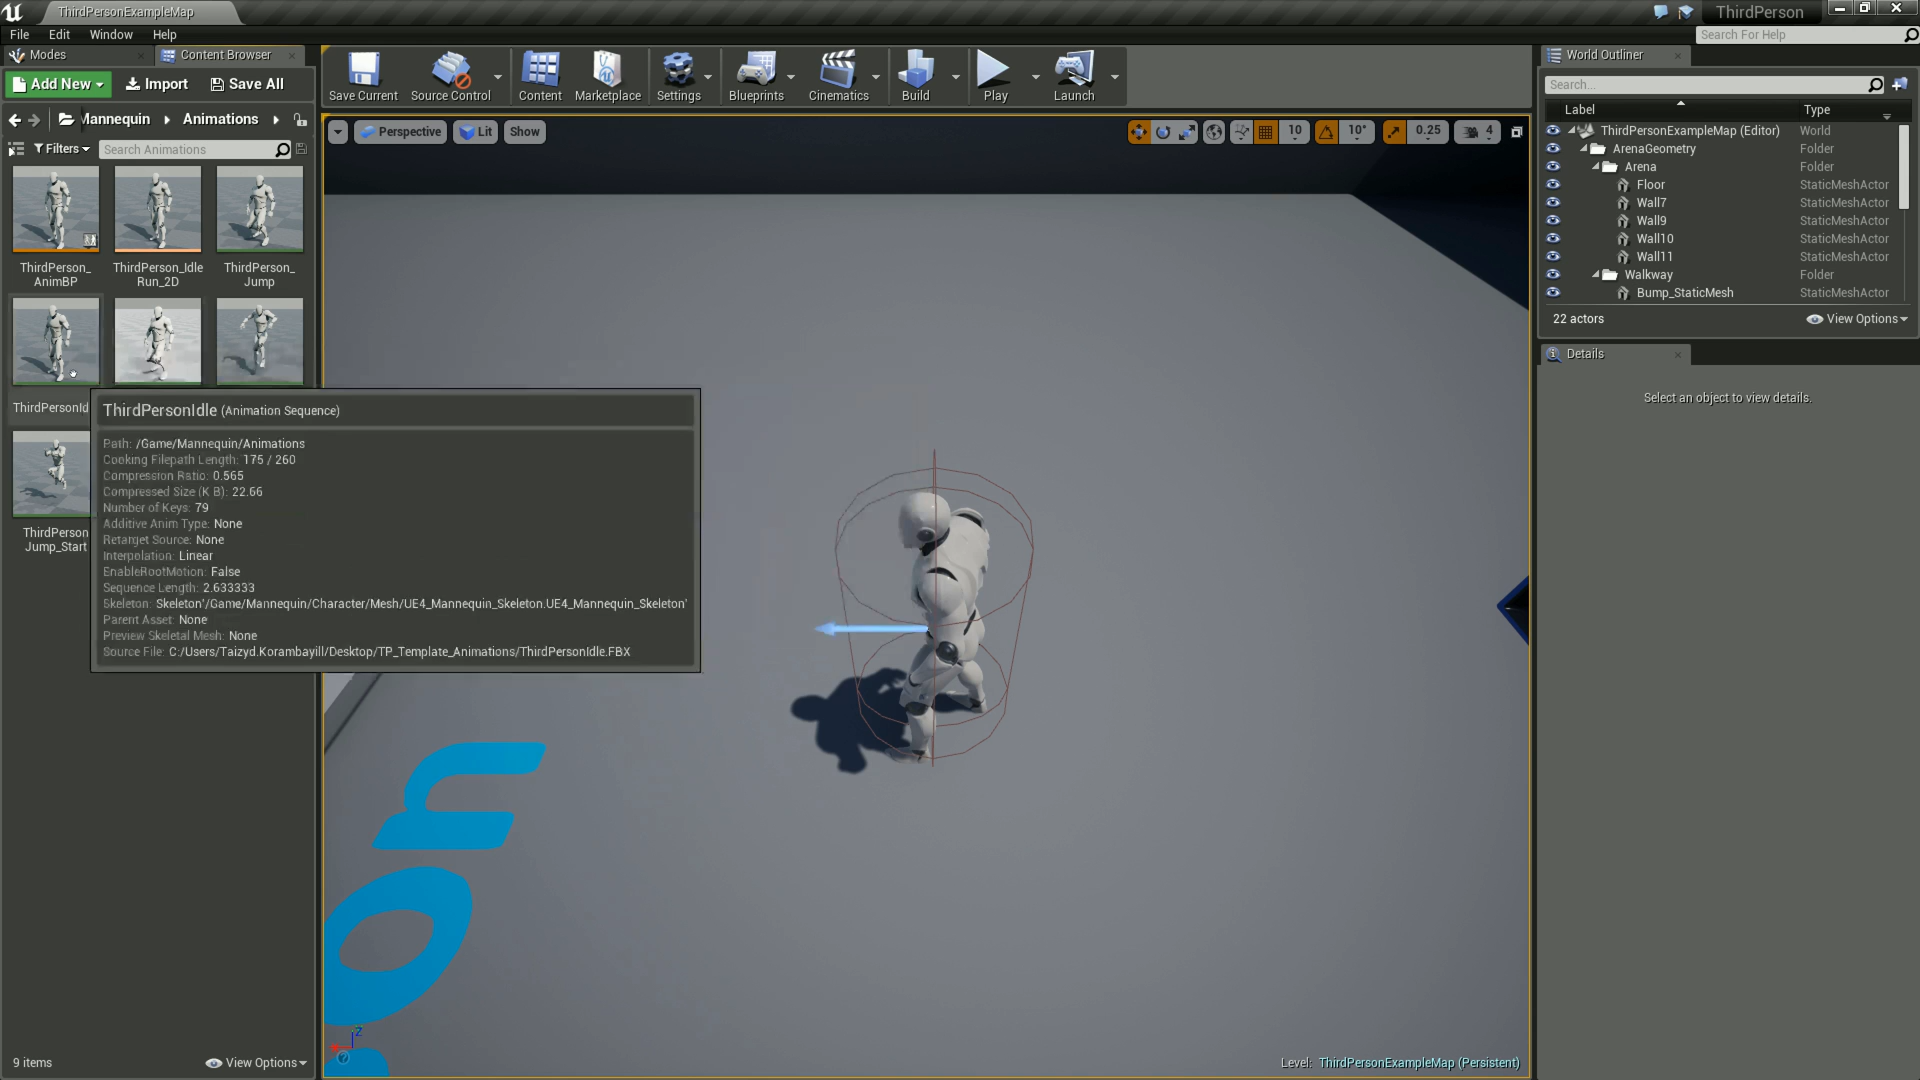 ThirdPersonExampleMap
ThirdPerson
File Edit Window Help
Search For Help
Modes
Content Browser
Add New
Import
Save All
Mannequin
Animations
Filters
Search Animations
ThirdPerson_
AnimBP
ThirdPerson_Idle
Run_2D
ThirdPerson_
Jump
ThirdPersonId
ThirdPerson
Jump_Start
9 items
View Options
Save Current
Source Control
Content
Marketplace
Settings
Blueprints
Cinematics
Build
Play
Launch
Perspective
Lit
Show
10
10°
0.25
4
ThirdPersonIdle (Animation Sequence)
Path: /Game/Mannequin/Animations
Cooking Filepath Length: 175 / 260
Compression Ratio: 0.565
Compressed Size (K B): 22.66
Number of Keys: 79
Additive Anim Type: None
Retarget Source: None
Interpolation: Linear
EnableRootMotion: False
Sequence Length: 2.633333
Skeleton: Skeleton'/Game/Mannequin/Character/Mesh/UE4_Mannequin_Skeleton.UE4_Mannequin_Skeleton'
Parent Asset: None
Preview Skeletal Mesh: None
Source File: C:/Users/Taizyd.Korambayill/Desktop/TP_Template_Animations/ThirdPersonIdle.FBX
Z
Level: ThirdPersonExampleMap (Persistent)
World Outliner
Search...
Label Type
ThirdPersonExampleMap (Editor) World
ArenaGeometry Folder
Arena Folder
Floor StaticMeshActor
Wall7 StaticMeshActor
Wall9 StaticMeshActor
Wall10 StaticMeshActor
Wall11 StaticMeshActor
Walkway Folder
Bump_StaticMesh StaticMeshActor
22 actors
View Options
Details
Select an object to view details.